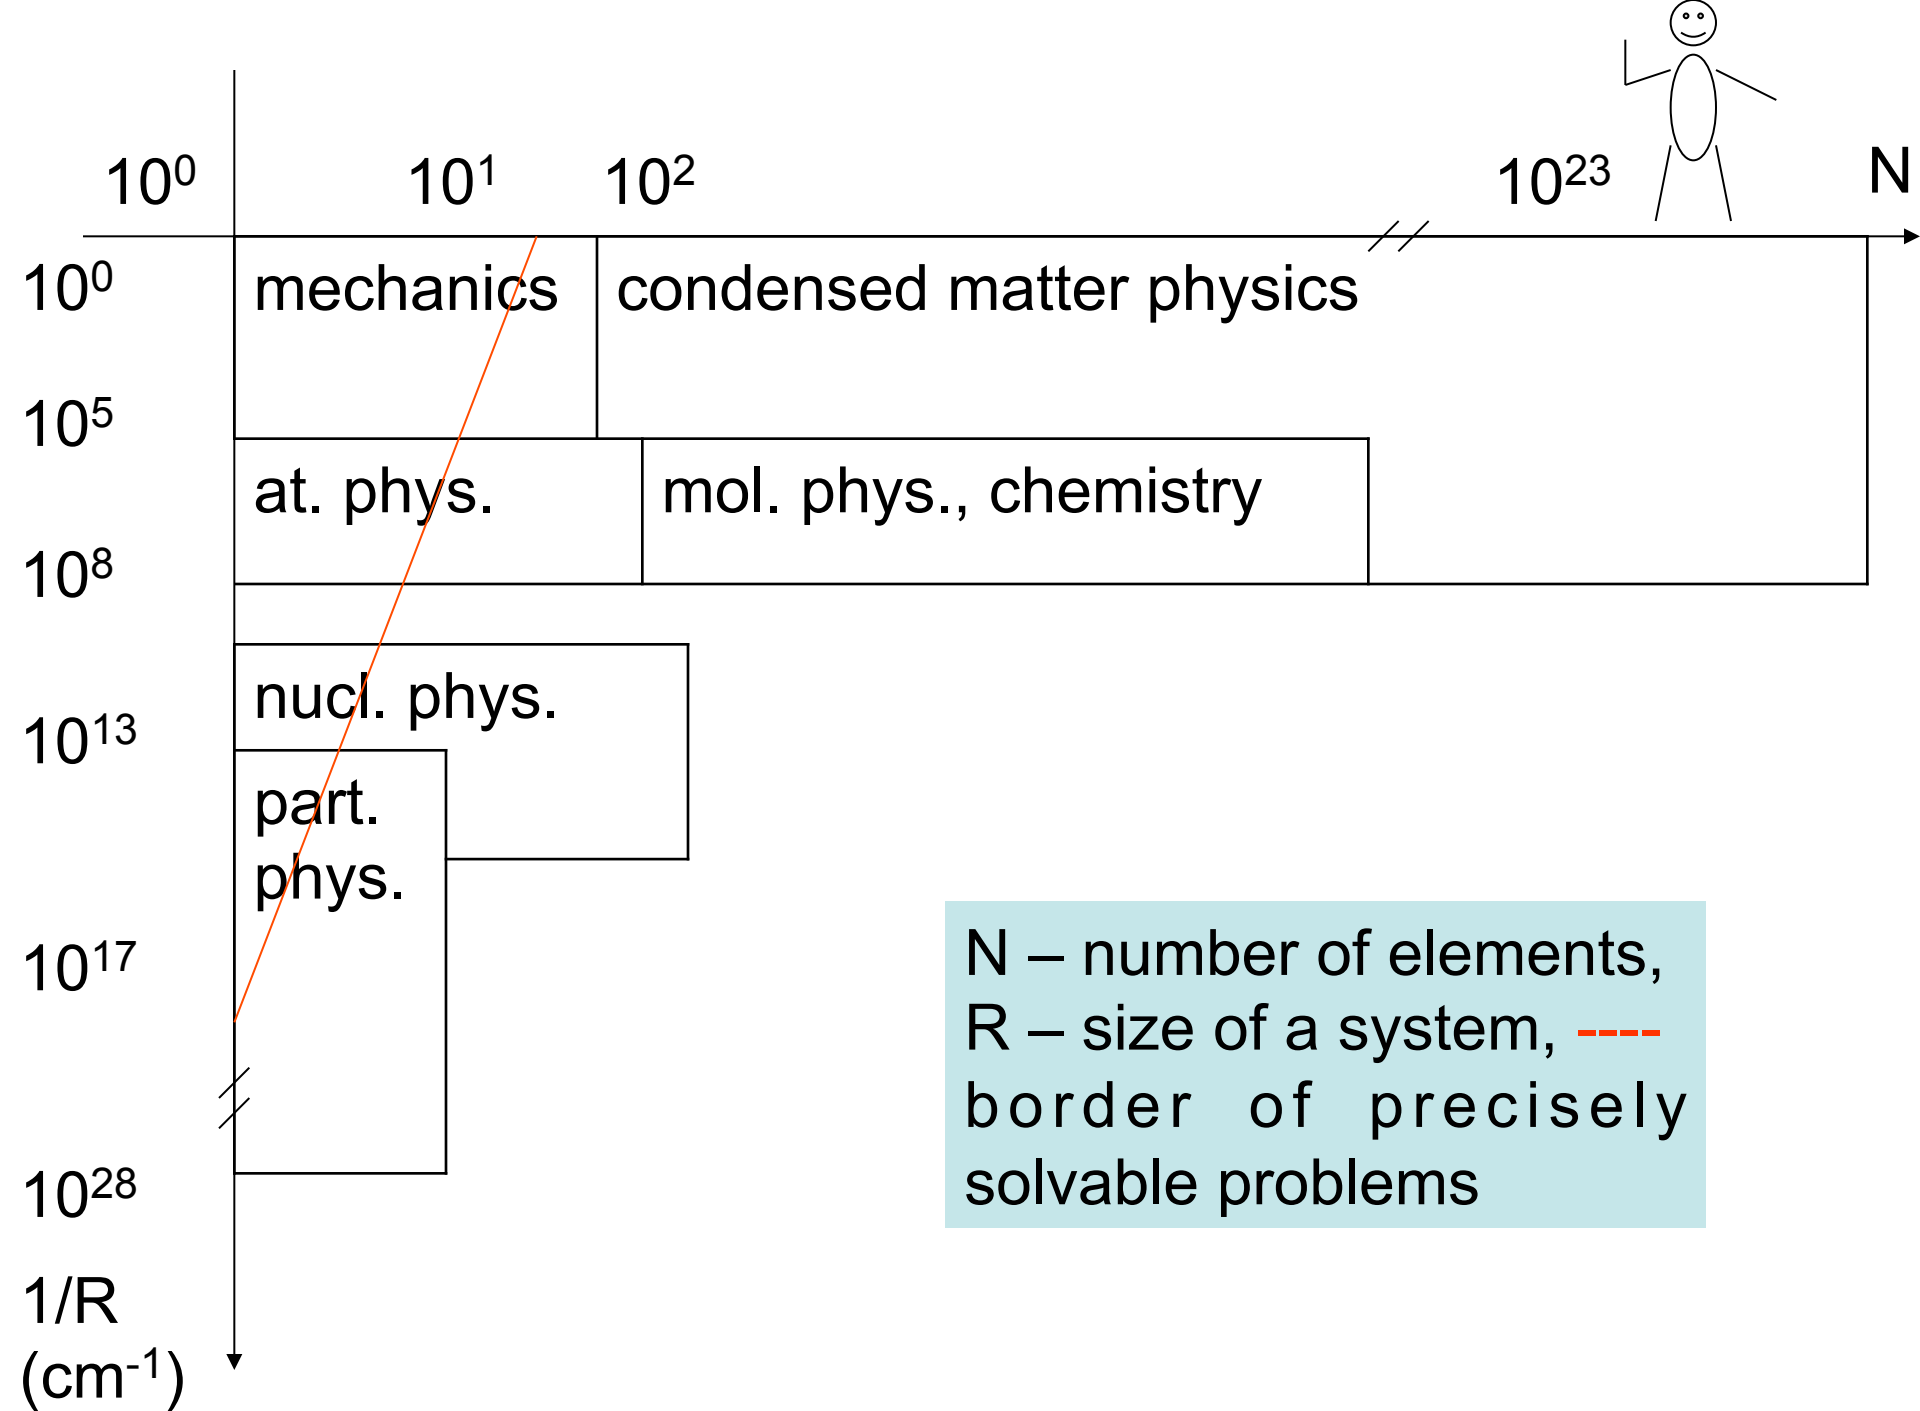 10⁰ 10¹ 10² 10²³ N
10⁰ mechanics condensed matter physics
10⁵
at. phys. mol. phys., chemistry
10⁸
nucl. phys.
10¹³
part.
phys.
10¹⁷
10²⁸
1/R
(cm⁻¹)
N – number of elements,
R – size of a system, ----
border of precisely
solvable problems